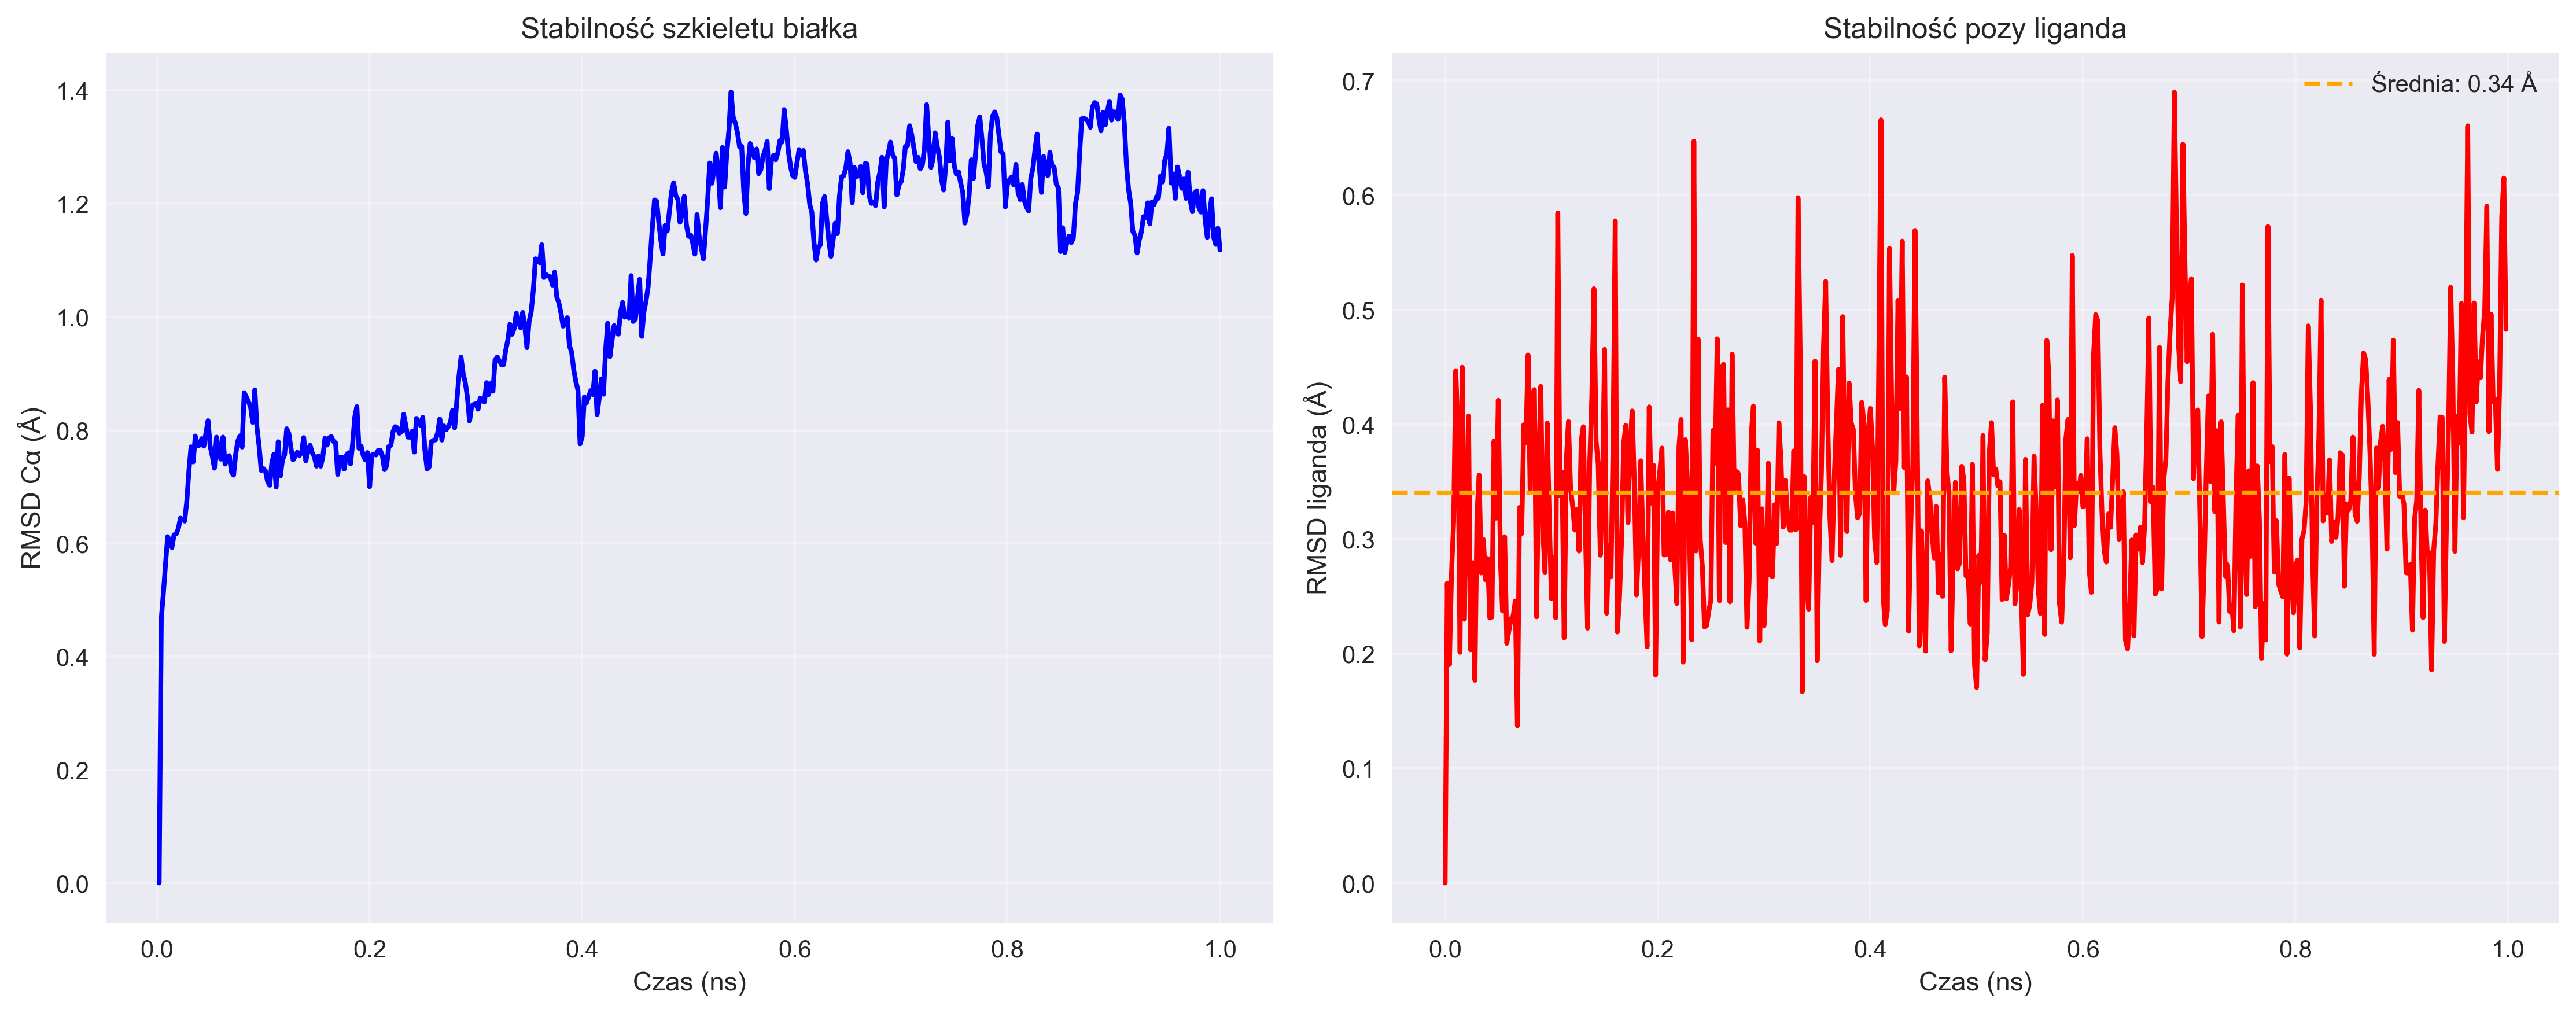 Stabilność szkieletu białka
RMSD Cα (Å)
1.4
1.2
1.0
0.8
0.6
0.4
0.2
0.0
0.0 0.2 0.4 0.6 0.8 1.0
Czas (ns)
Stabilność pozy liganda
Średnia: 0.34 Å
RMSD liganda (Å)
0.7
0.6
0.5
0.4
0.3
0.2
0.1
0.0
0.0 0.2 0.4 0.6 0.8 1.0
Czas (ns)